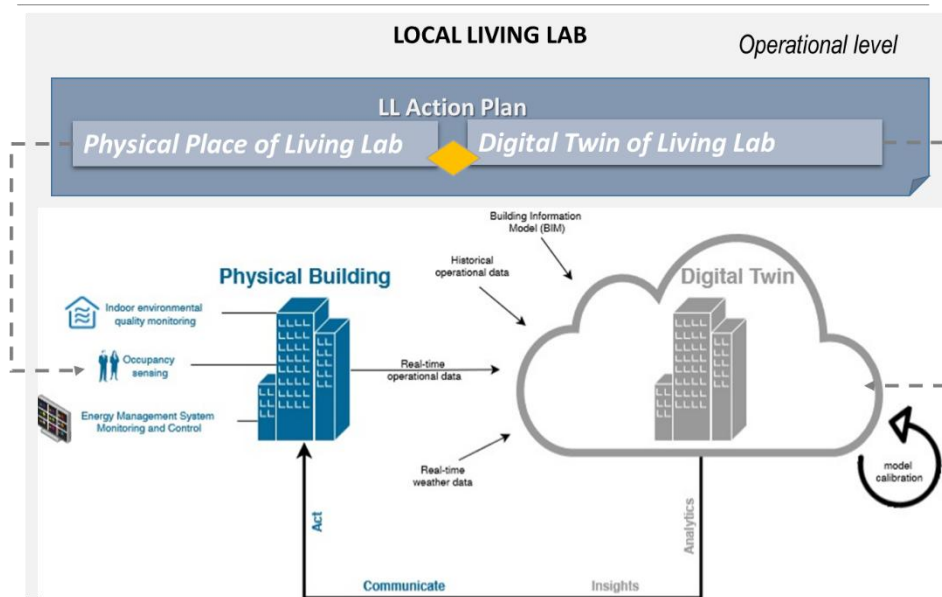 LOCAL LIVING LAB
Operational level
LL Action Plan
Physical Place of Living Lab
Digital Twin of Living Lab
Building Information
Model (BIM)
Historical
operational data
Physical Building
Digital Twin
Indoor environmental
quality monitoring
Occupancy
sensing
Real-time
operational data
Energy Management System
Monitoring and Control
Real-time
weather data
model
calibration
Act
Analytics
Communicate
Insights